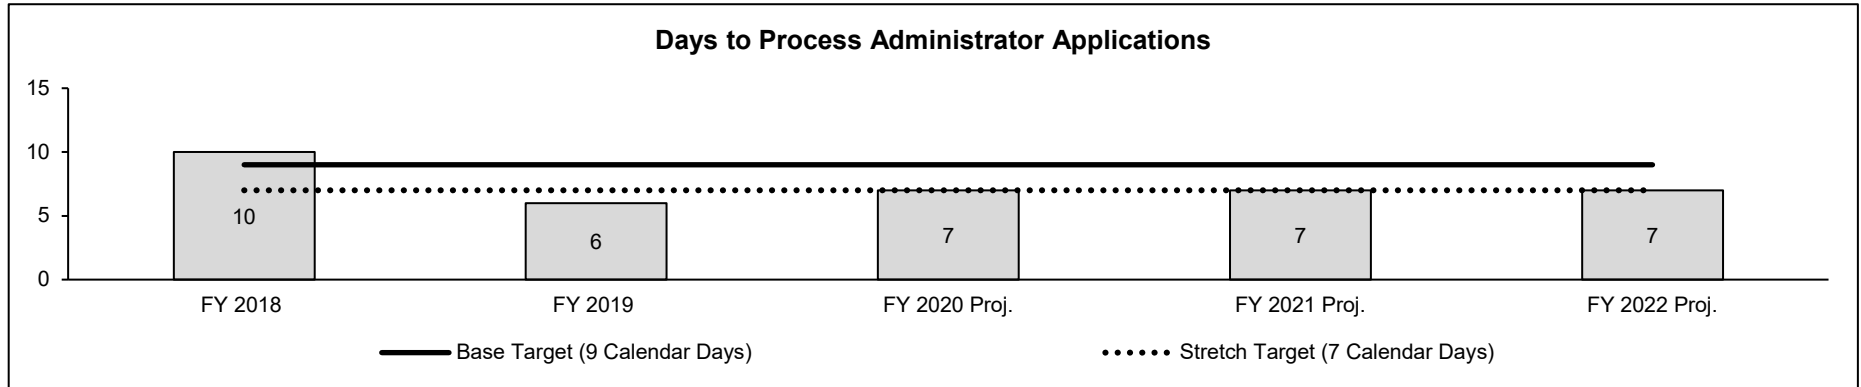 Days to Process Administrator Applications
15
10
5
0
10
6
7
7
7
FY 2018
FY 2019
FY 2020 Proj.
FY 2021 Proj.
FY 2022 Proj.
Base Target (9 Calendar Days)
Stretch Target (7 Calendar Days)